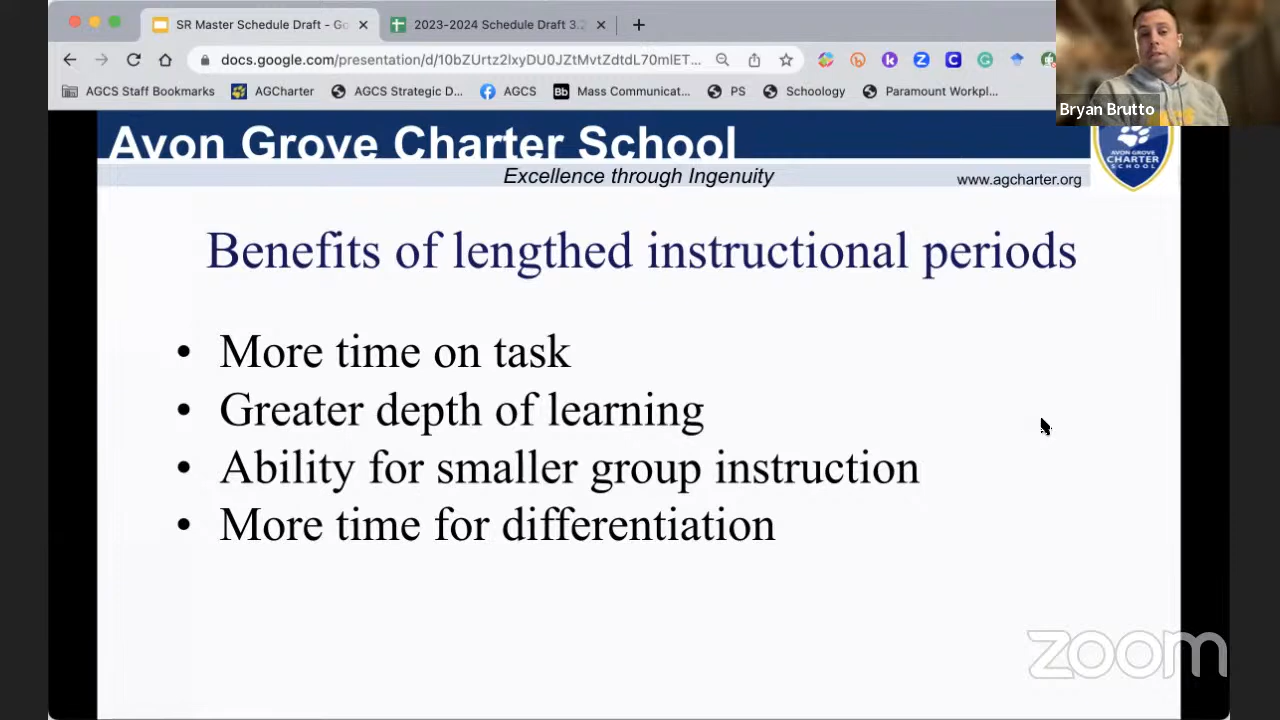 SR Master Schedule Draft - Go
2023-2024 Schedule Draft 3.2
docs.google.com/presentation/d/10bZUrtz2lxyDU0JZtMvtZdtdL70mlET...
AGCS Staff Bookmarks
AGCharter
AGCS Strategic D...
AGCS
Bb
Mass Communicat...
PS
Schoology
Paramount Workpl...
Bryan Brutto
Avon Grove Charter School
Excellence through Ingenuity
www.agcharter.org
AVON GROVE
CHARTER
SCHOOL
Benefits of lengthed instructional periods
• More time on task
• Greater depth of learning
• Ability for smaller group instruction
• More time for differentiation
zoom